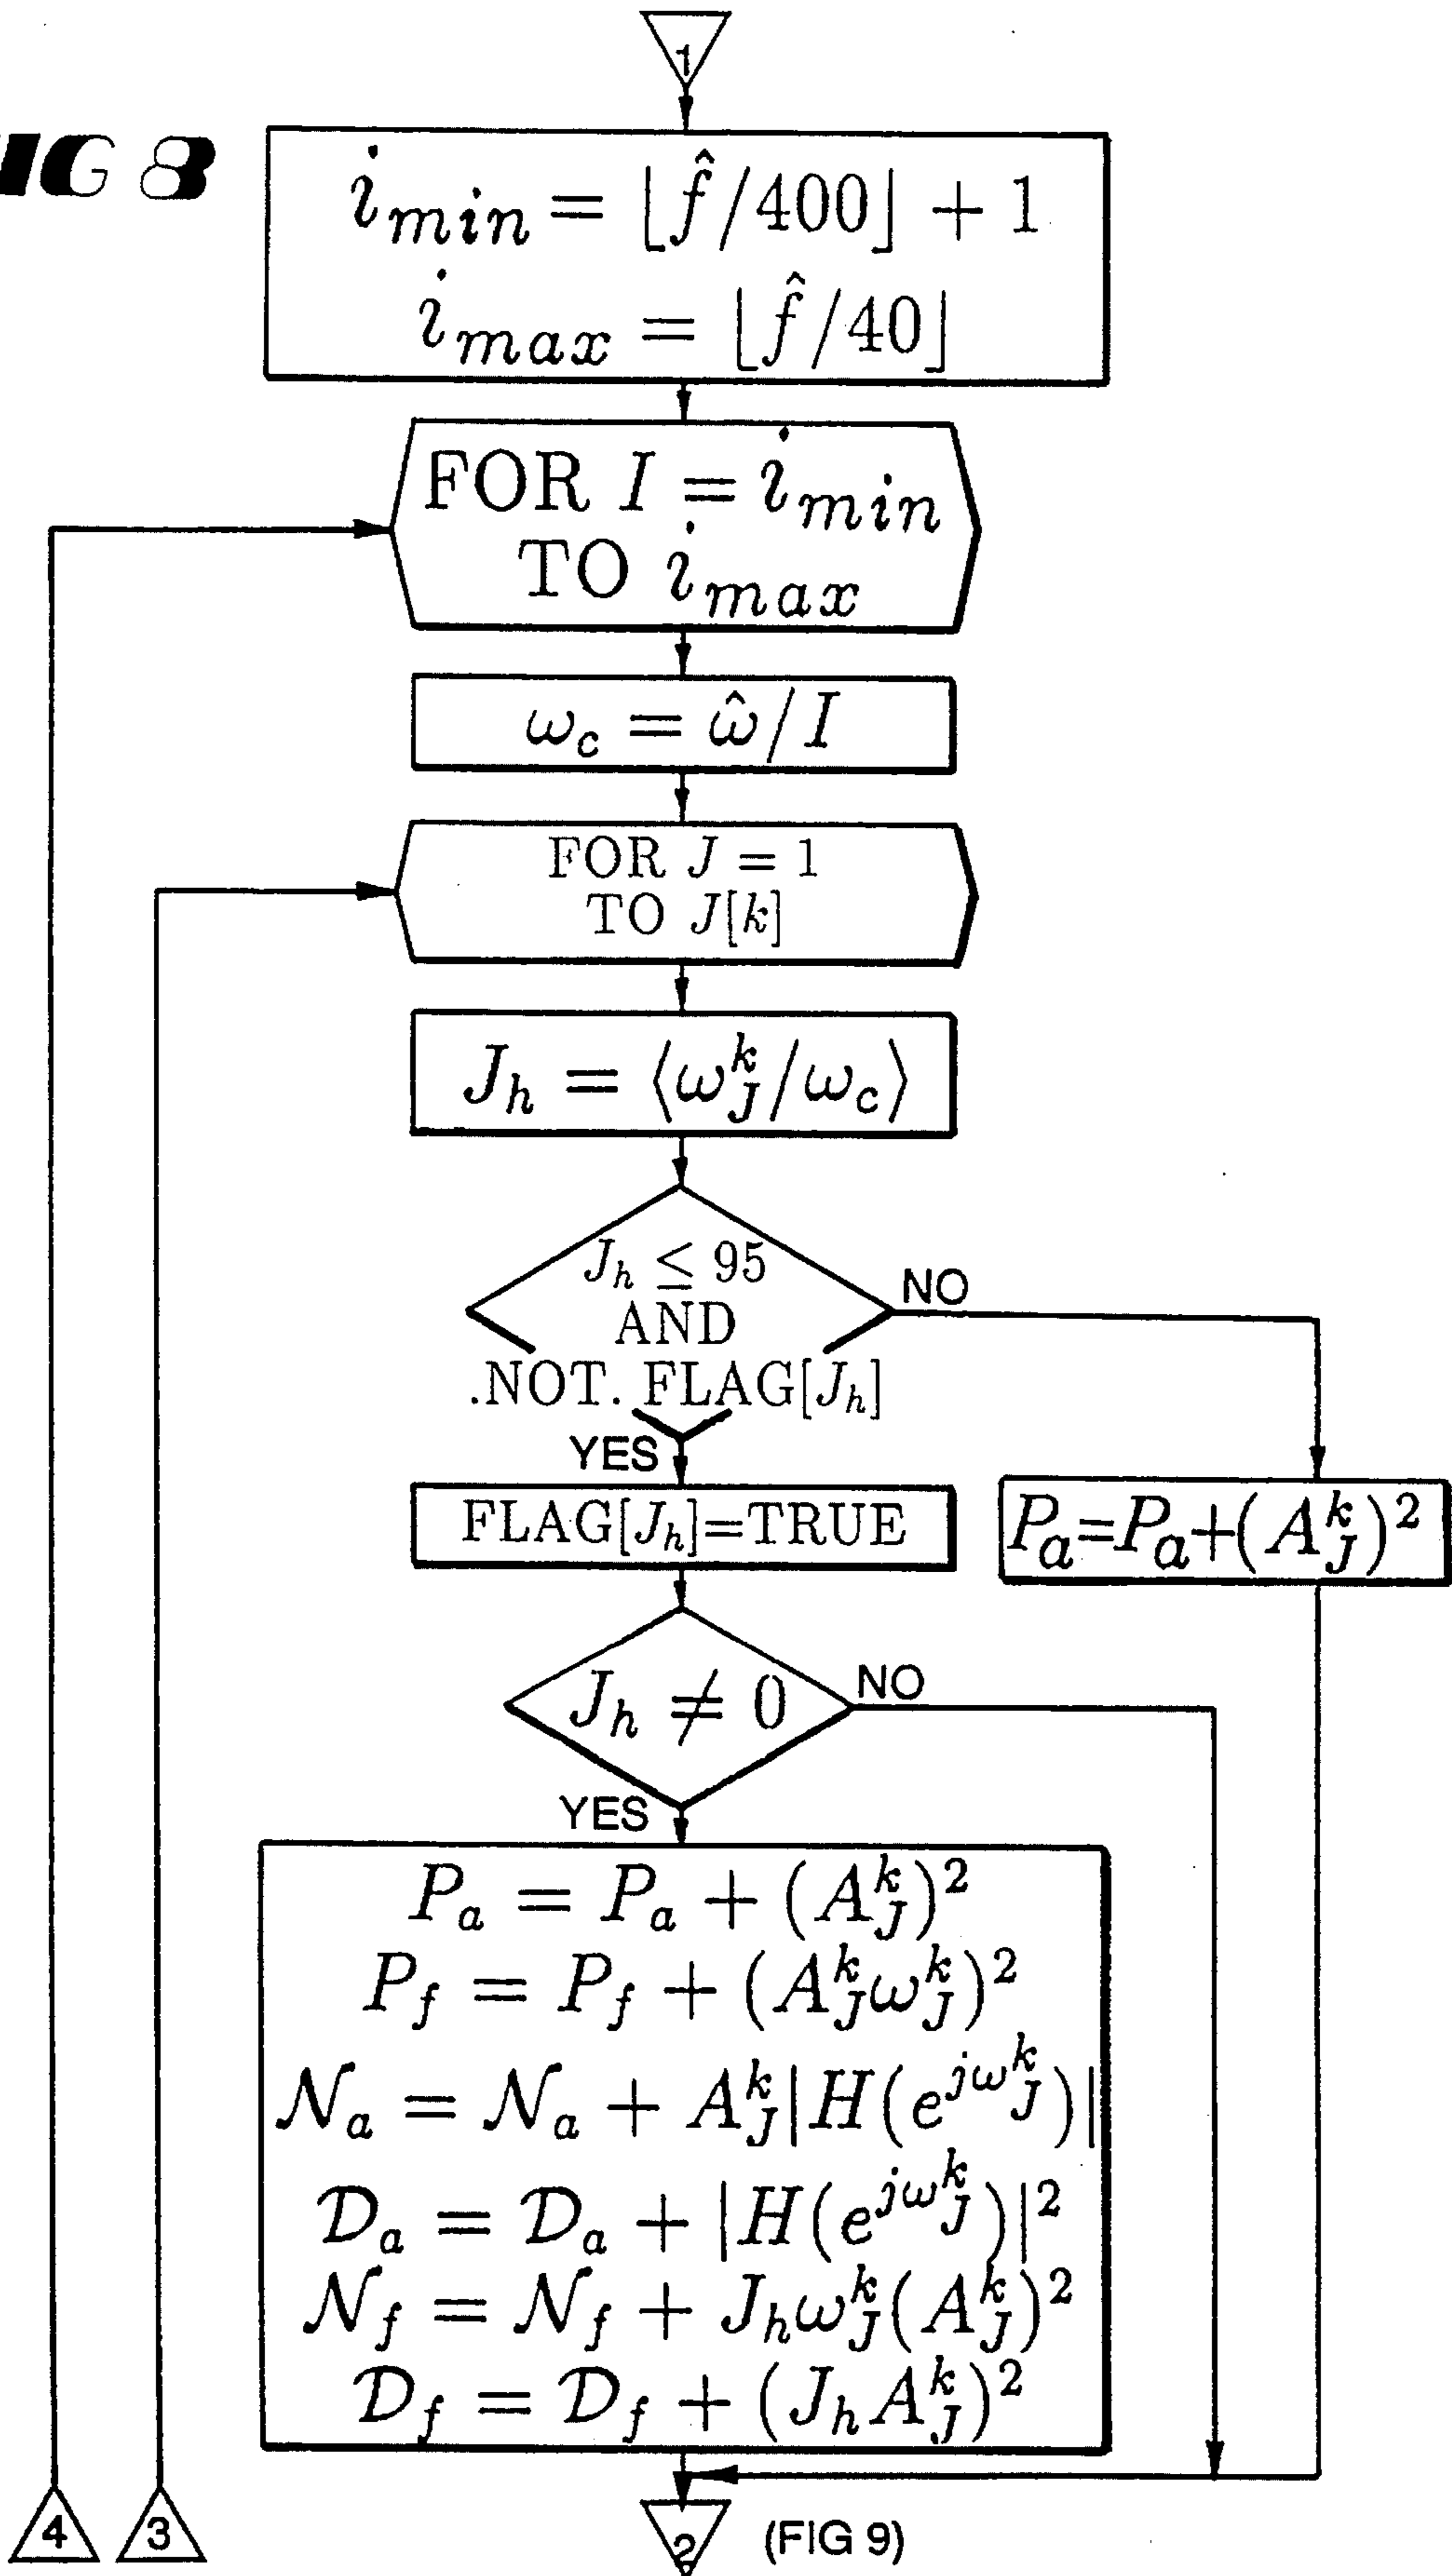 1
IG 8
i_min = ⌊f̂/400⌋ + 1
i_max = ⌊f̂/40⌋
FOR I = i_min
TO i_max
ω_c = ω̂/I
FOR J = 1
TO J[k]
J_h = ⟨ω_J^k/ω_c⟩
J_h ≤ 95
AND
.NOT. FLAG[J_h]
NO
YES
FLAG[J_h]=TRUE
P_a=P_a+(A_J^k)^2
J_h ≠ 0
NO
YES
P_a = P_a + (A_J^k)^2
P_f = P_f + (A_J^k ω_J^k)^2
𝒩_a = 𝒩_a + A_J^k|H(e^{jω_J^k})|
𝒟_a = 𝒟_a + |H(e^{jω_J^k})|^2
𝒩_f = 𝒩_f + J_h ω_J^k(A_J^k)^2
𝒟_f = 𝒟_f + (J_h A_J^k)^2
4
3
2
(FIG 9)